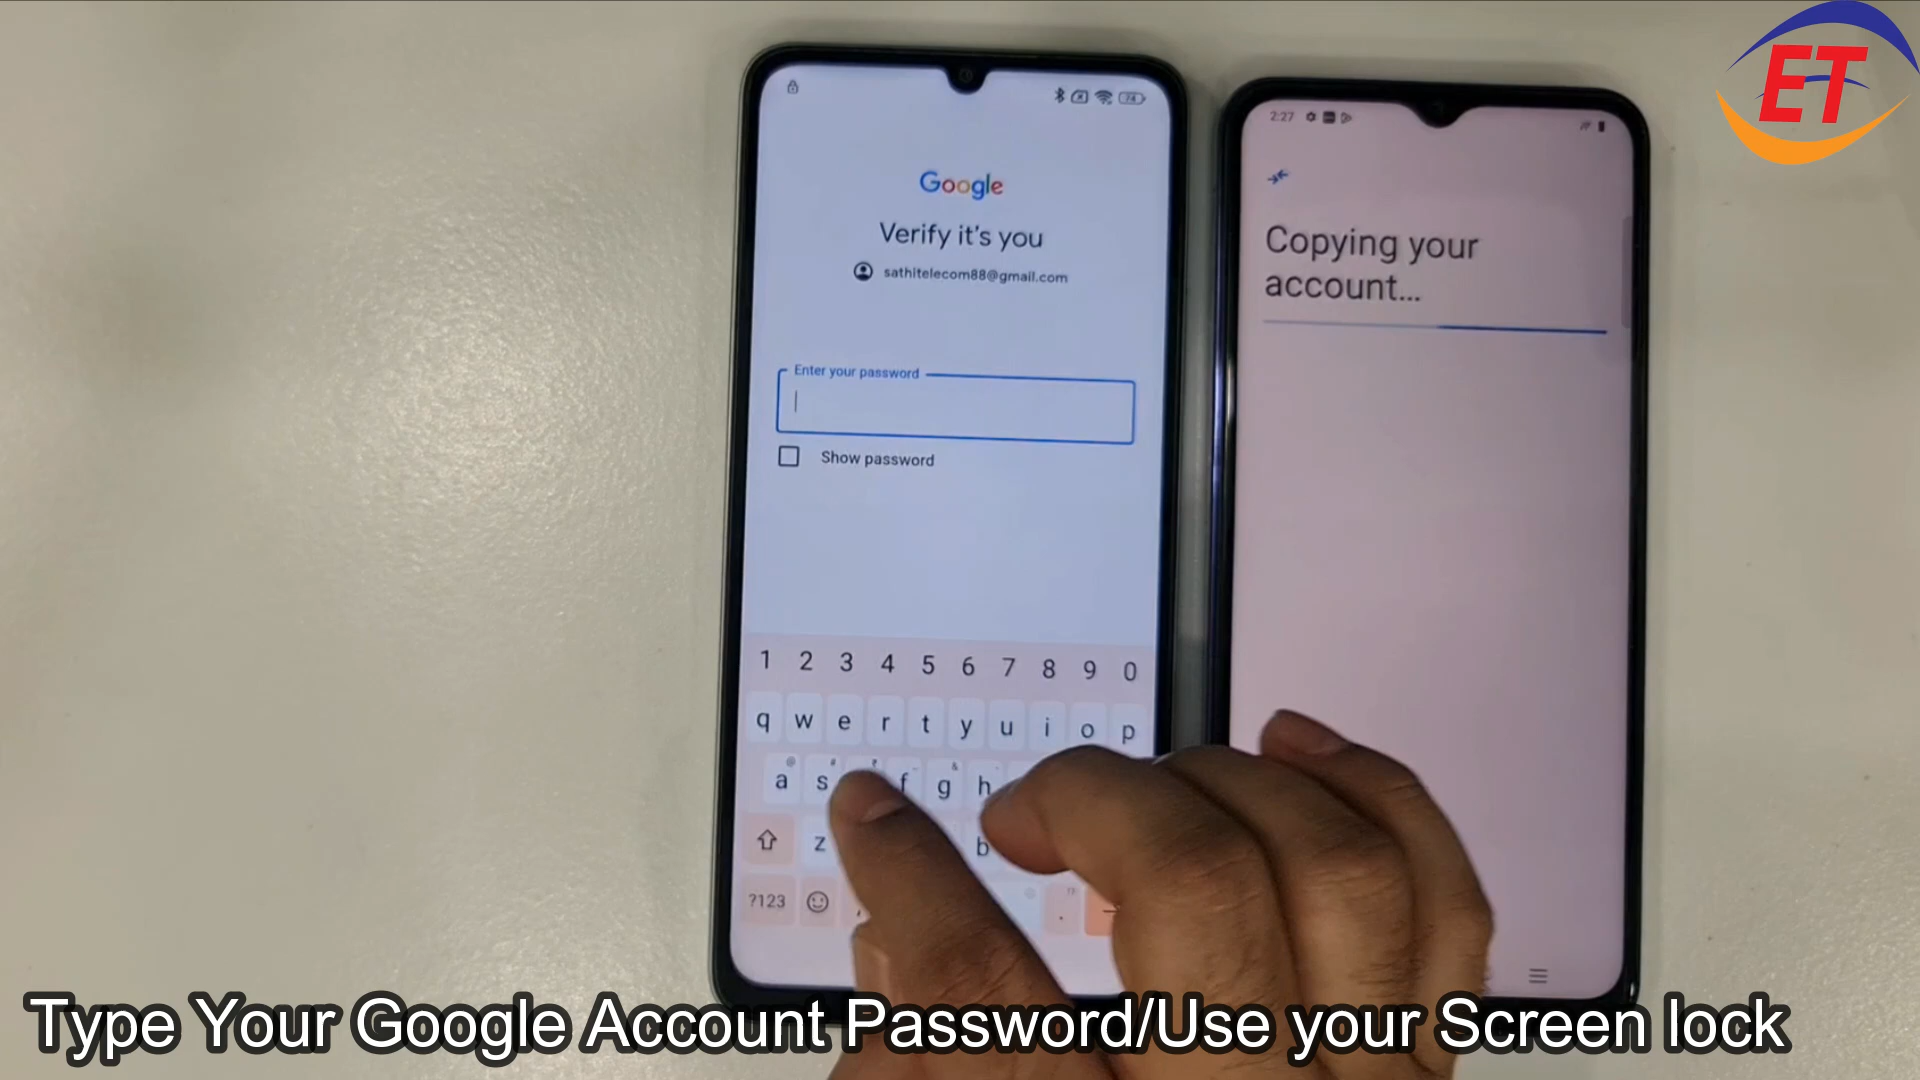 ET
Google
Verify it's you
sathitelecom88@gmail.com
Enter your password
Show password
1 2 3 4 5 6 7 8 9 0
q w e r t y u i o p
a s f g h
z b
?123 , .
2:27
Copying your
account...
Type Your Google Account Password/Use your Screen lock